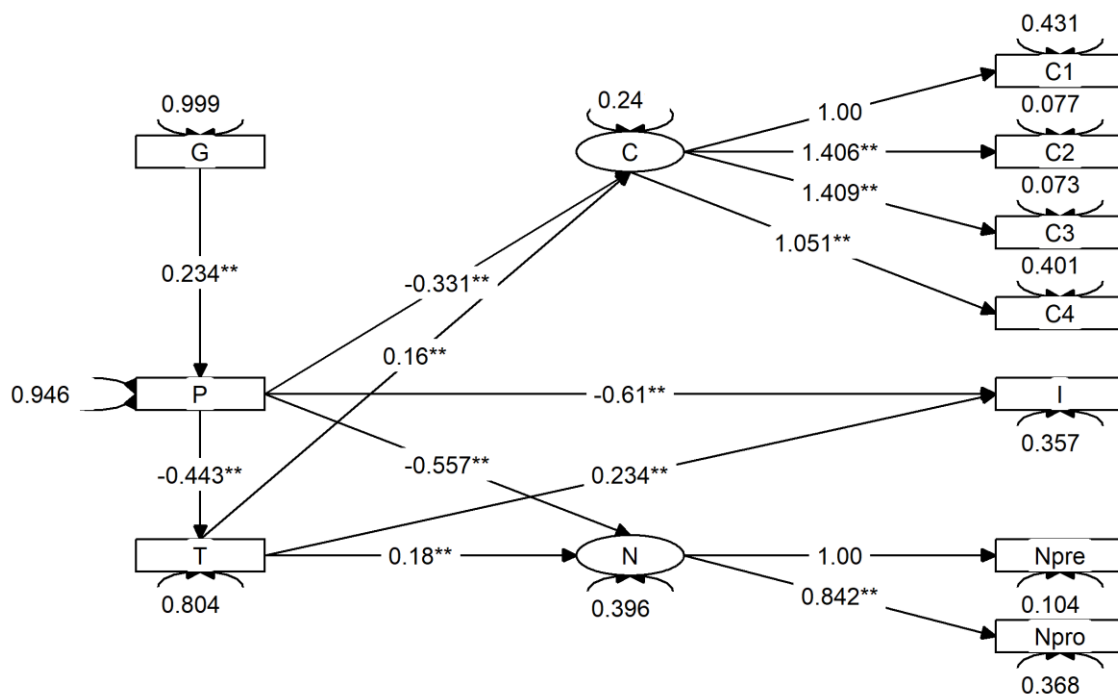 0.431
C1
0.999
0.24
0.077
1.00
G
C
1.406**
C2
0.073
1.409**
C3
1.051**
0.401
0.234**
-0.331**
C4
0.16**
0.946
P
-0.61**
I
0.357
-0.443**
-0.557**
0.234**
T
0.18**
N
1.00
Npre
0.804
0.396
0.842**
0.104
Npro
0.368